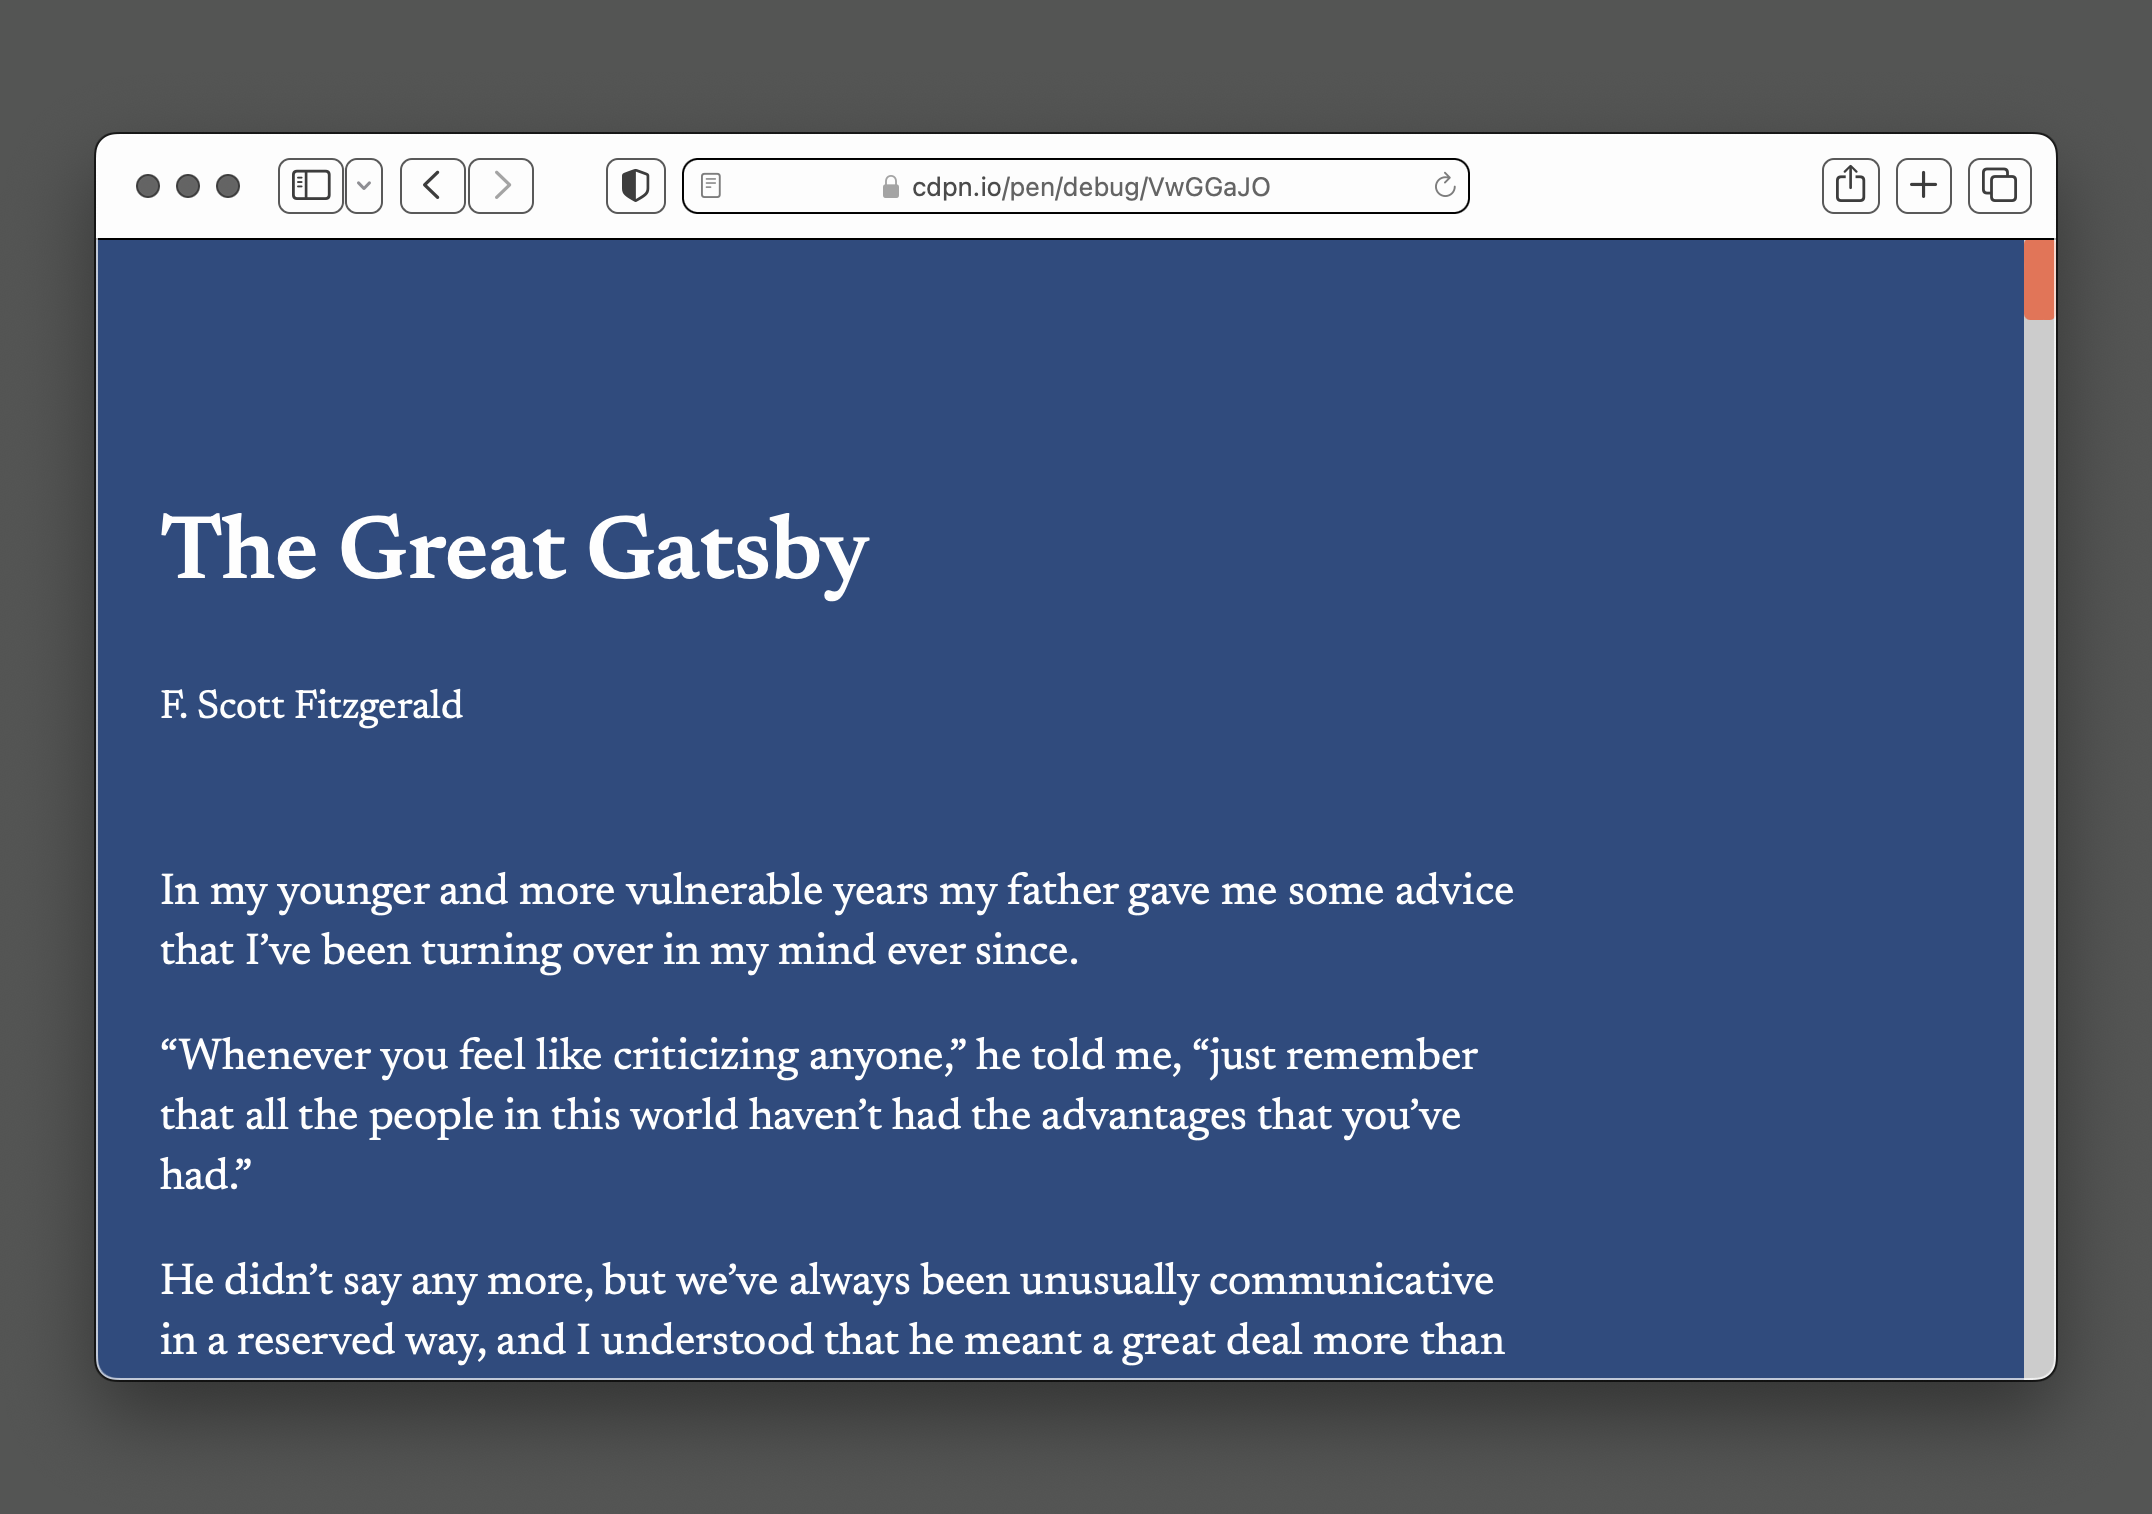 cdpn.io/pen/debug/VwGGaJO
The Great Gatsby
F. Scott Fitzgerald
In my younger and more vulnerable years my father gave me some advice
that I’ve been turning over in my mind ever since.
“Whenever you feel like criticizing anyone,” he told me, “just remember
that all the people in this world haven’t had the advantages that you’ve
had.”
He didn’t say any more, but we’ve always been unusually communicative
in a reserved way, and I understood that he meant a great deal more than